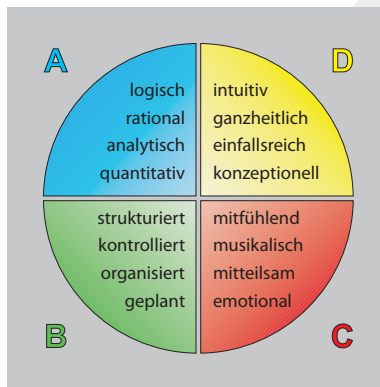 A
logisch
rational
analytisch
quantitativ
D
intuitiv
ganzheitlich
einfallsreich
konzeptionell
strukturiert
kontrolliert
organisiert
geplant
B
mitfühlend
musikalisch
mitteilsam
emotional
C